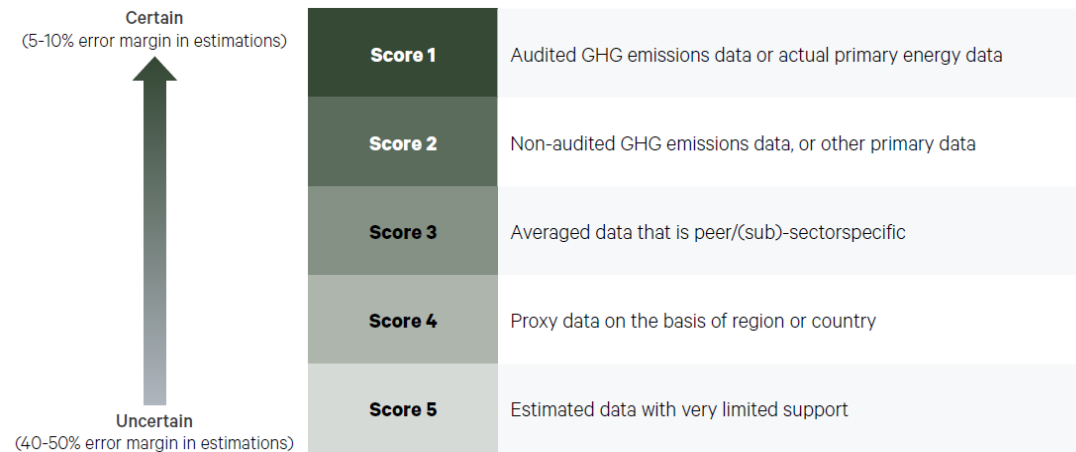 Certain
(5-10% error margin in estimations)
Score 1
Audited GHG emissions data or actual primary energy data
Score 2
Non-audited GHG emissions data, or other primary data
Score 3
Averaged data that is peer/(sub)-sectorspecific
Score 4
Proxy data on the basis of region or country
Score 5
Estimated data with very limited support
Uncertain
(40-50% error margin in estimations)